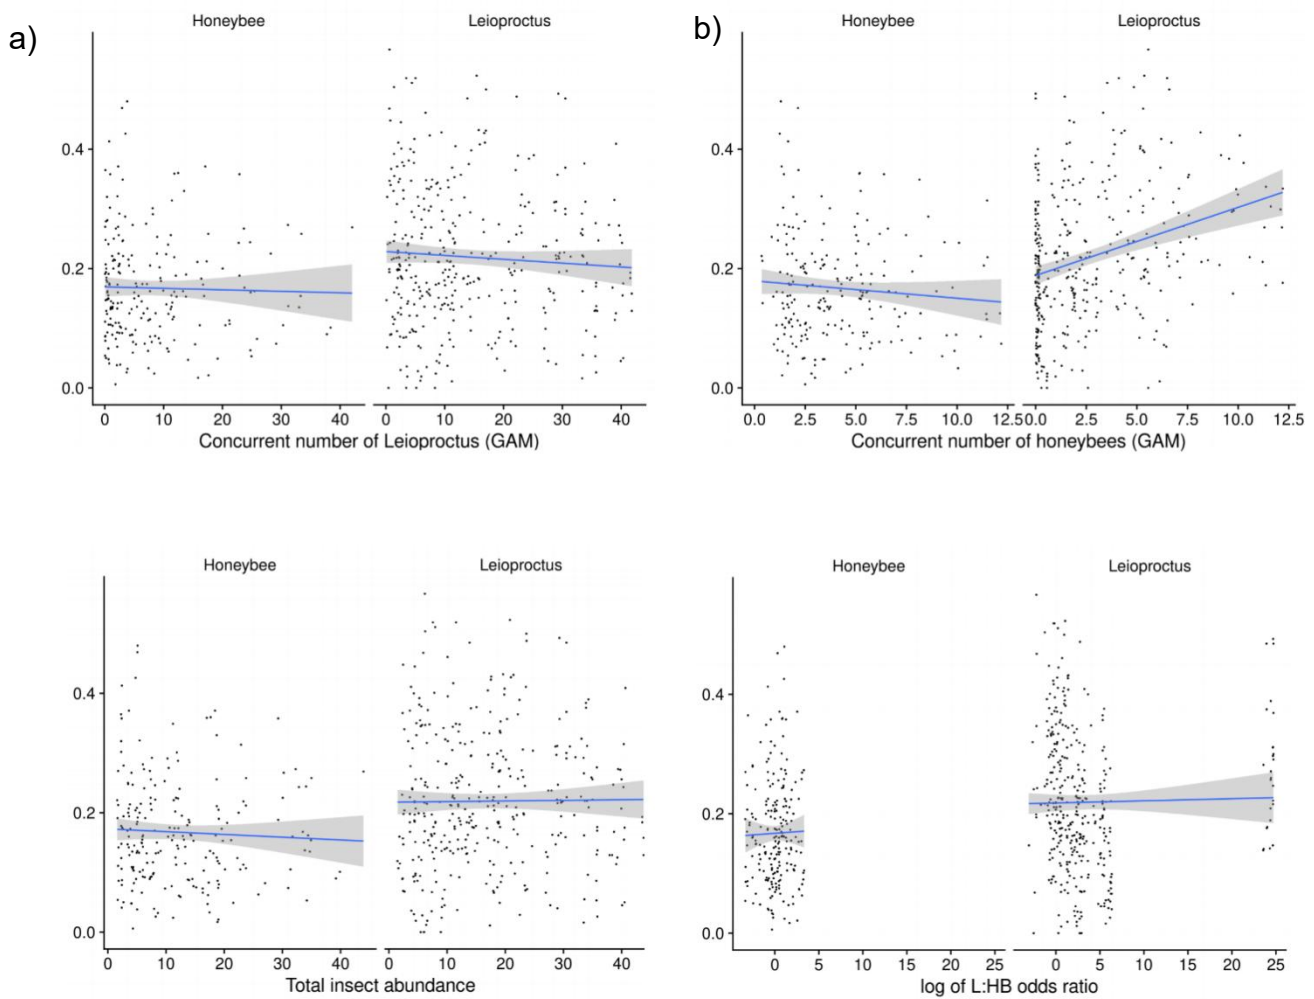 a)
Honeybee Leioproctus
0.4
0.2
0.0
0 10 20 30 40 0 10 20 30 40
Concurrent number of Leioproctus (GAM)
b)
Honeybee Leioproctus
0.4
0.2
0.0
0.0 2.5 5.0 7.5 10.0 12.5 0.0 2.5 5.0 7.5 10.0 12.5
Concurrent number of honeybees (GAM)
Honeybee Leioproctus
0.4
0.2
0.0
0 10 20 30 40 0 10 20 30 40
Total insect abundance
Honeybee Leioproctus
0.4
0.2
0.0
0 5 10 15 20 25 0 5 10 15 20 25
log of L:HB odds ratio